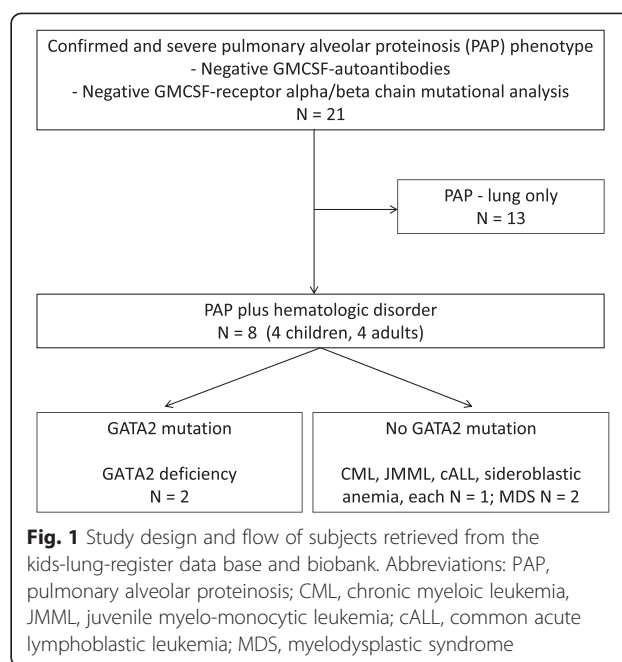 Confirmed and severe pulmonary alveolar proteinosis (PAP) phenotype
- Negative GMCSF-autoantibodies
- Negative GMCSF-receptor alpha/beta chain mutational analysis
N = 21
PAP - lung only
N = 13
PAP plus hematologic disorder
N = 8 (4 children, 4 adults)
GATA2 mutation
GATA2 deficiency
N = 2
No GATA2 mutation
CML, JMML, cALL, sideroblastic
anemia, each N = 1; MDS N = 2
Fig. 1 Study design and flow of subjects retrieved from the
kids-lung-register data base and biobank. Abbreviations: PAP,
pulmonary alveolar proteinosis; CML, chronic myeloic leukemia,
JMML, juvenile myelo-monocytic leukemia; cALL, common acute
lymphoblastic leukemia; MDS, myelodysplastic syndrome